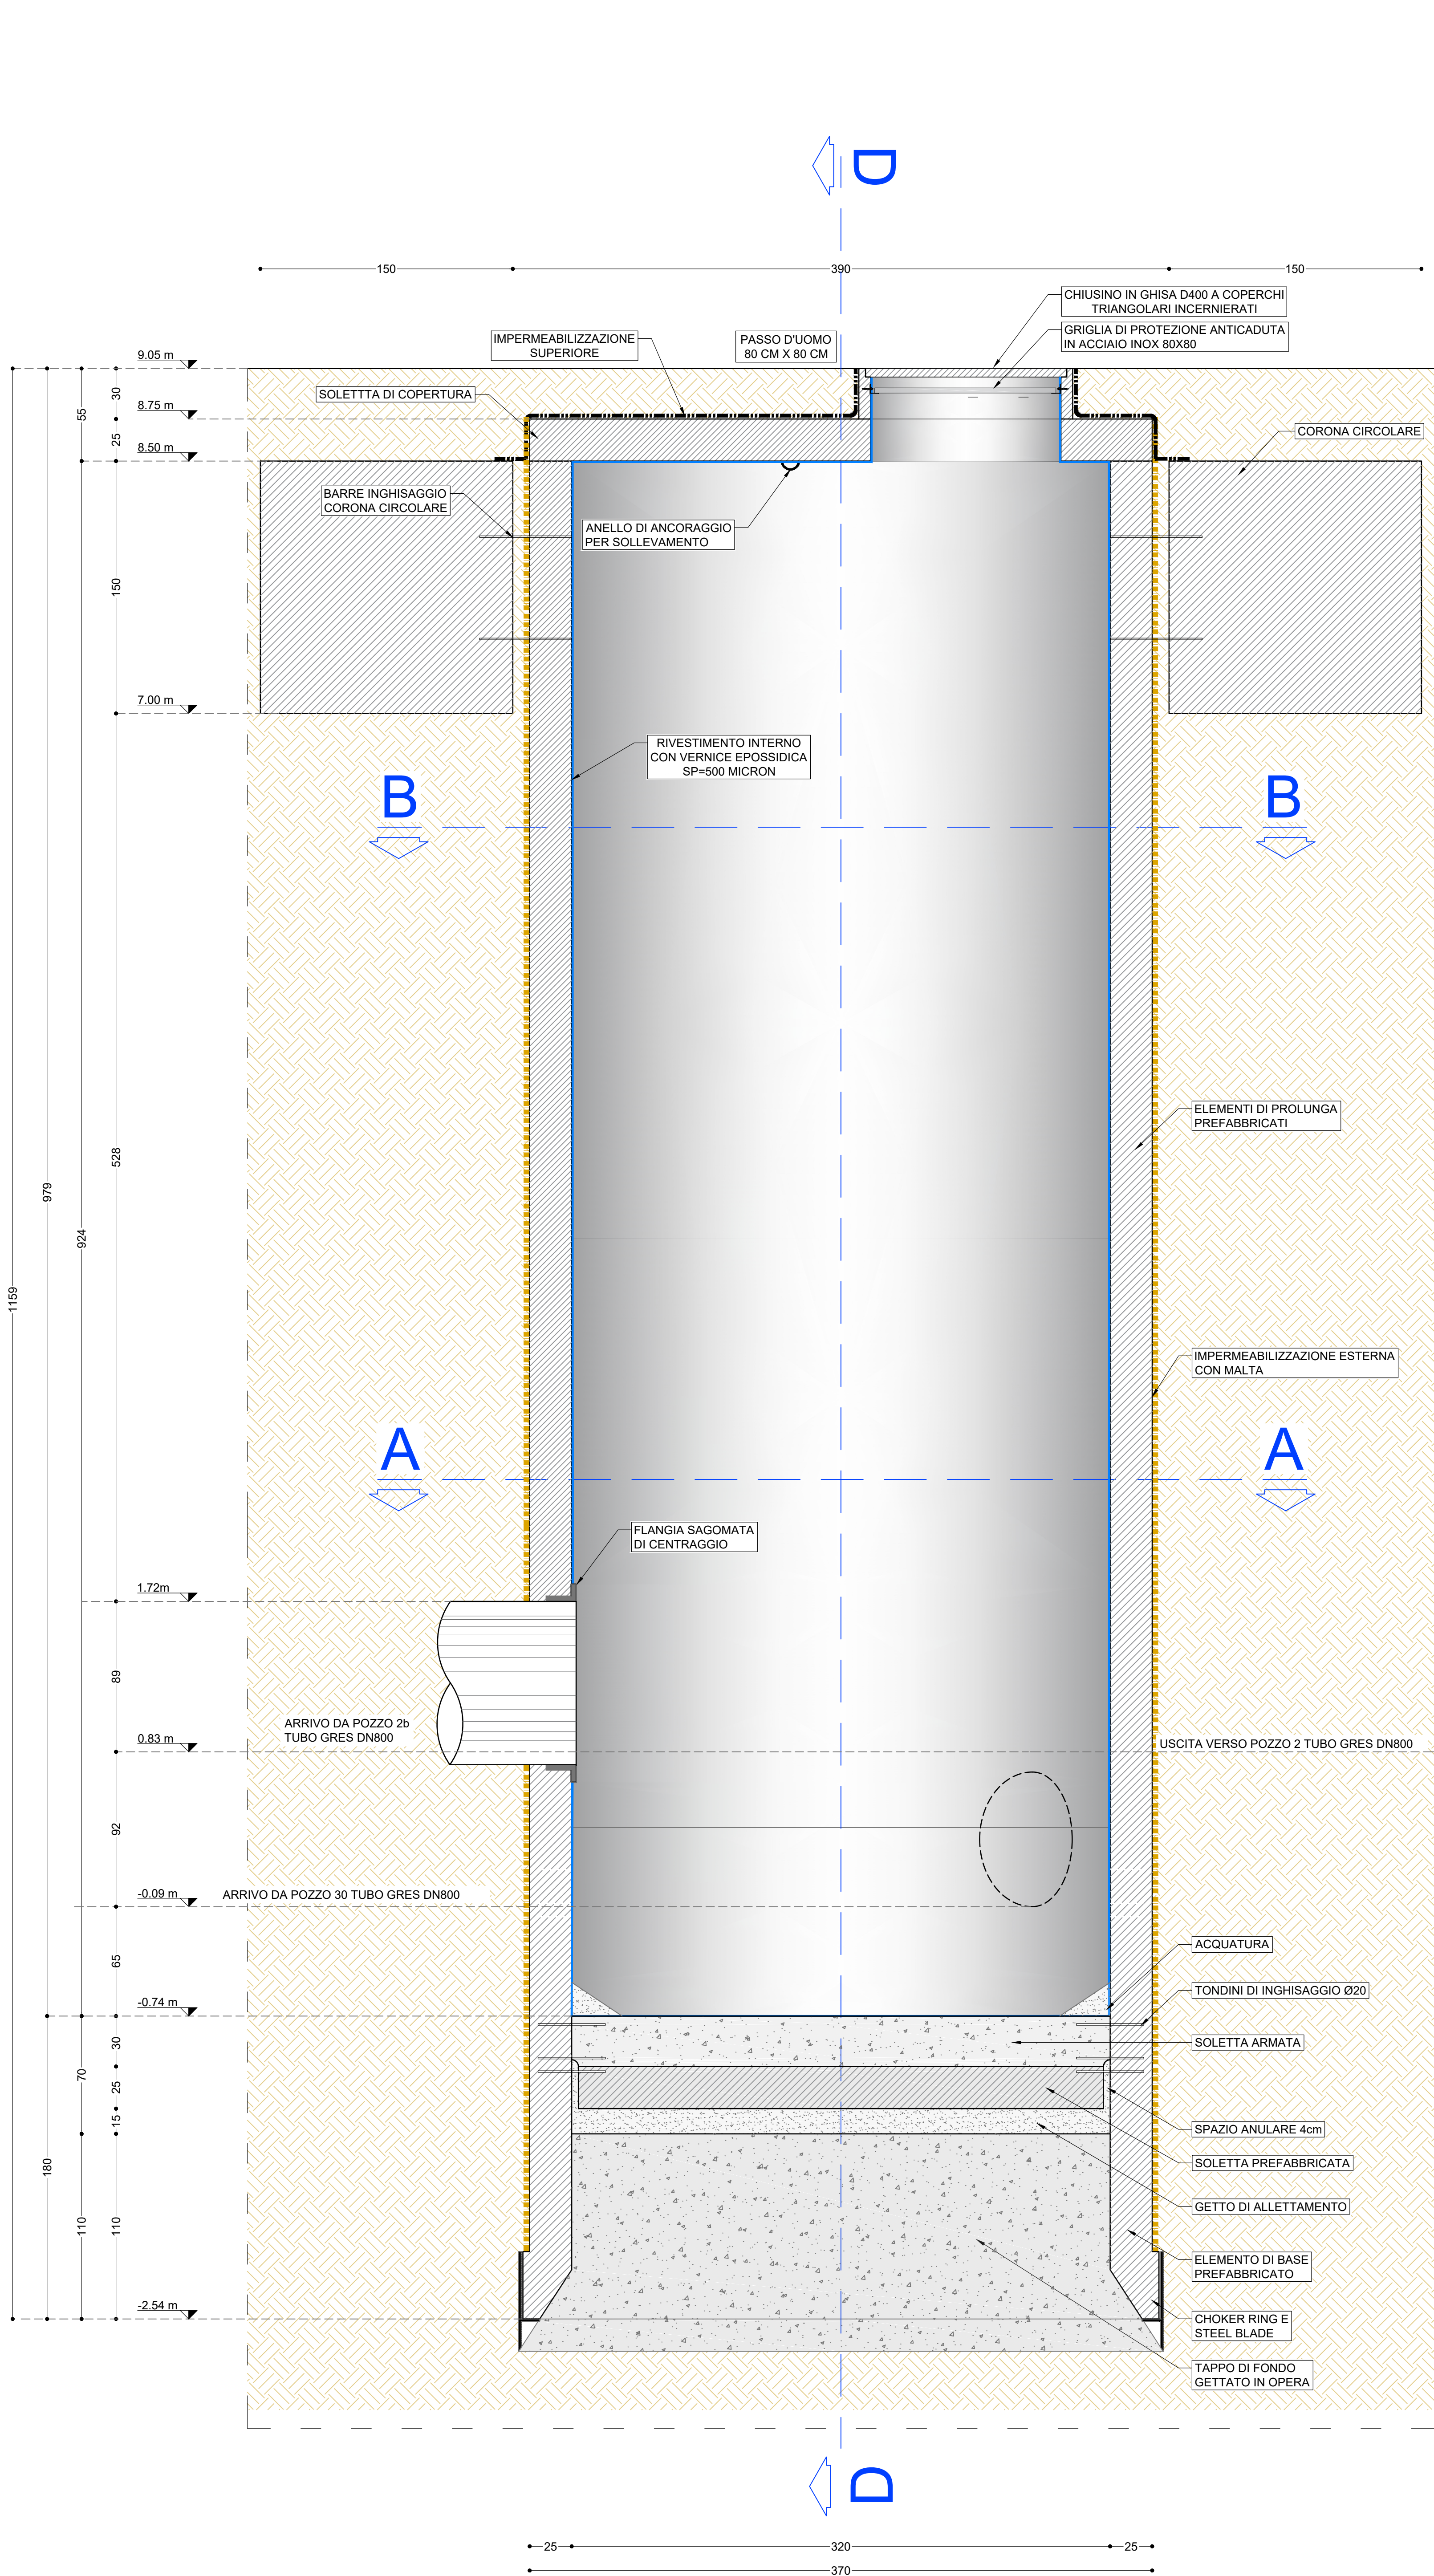 D
150
390
150
CHIUSINO IN GHISA D400 A COPERCHI
TRIANGOLARI INCERNIERATI
GRIGLIA DI PROTEZIONE ANTICADUTA
IN ACCIAIO INOX 80X80
IMPERMEABILIZZAZIONE
SUPERIORE
PASSO D'UOMO
80 CM X 80 CM
9.05 m
30
55
SOLETTTA DI COPERTURA
8.75 m
25
8.50 m
CORONA CIRCOLARE
BARRE INGHISAGGIO
CORONA CIRCOLARE
ANELLO DI ANCORAGGIO
PER SOLLEVAMENTO
150
7.00 m
RIVESTIMENTO INTERNO
CON VERNICE EPOSSIDICA
SP=500 MICRON
B
B
ELEMENTI DI PROLUNGA
PREFABBRICATI
528
979
924
1159
IMPERMEABILIZZAZIONE ESTERNA
CON MALTA
A
A
FLANGIA SAGOMATA
DI CENTRAGGIO
1.72m
89
ARRIVO DA POZZO 2b
TUBO GRES DN800
0.83 m
USCITA VERSO POZZO 2 TUBO GRES DN800
92
-0.09 m
ARRIVO DA POZZO 30 TUBO GRES DN800
65
ACQUATURA
-0.74 m
TONDINI DI INGHISAGGIO Ø20
30
SOLETTA ARMATA
70
25
15
SPAZIO ANULARE 4cm
SOLETTA PREFABBRICATA
180
GETTO DI ALLETTAMENTO
110
110
ELEMENTO DI BASE
PREFABBRICATO
-2.54 m
CHOKER RING E
STEEL BLADE
TAPPO DI FONDO
GETTATO IN OPERA
D
25
320
25
370